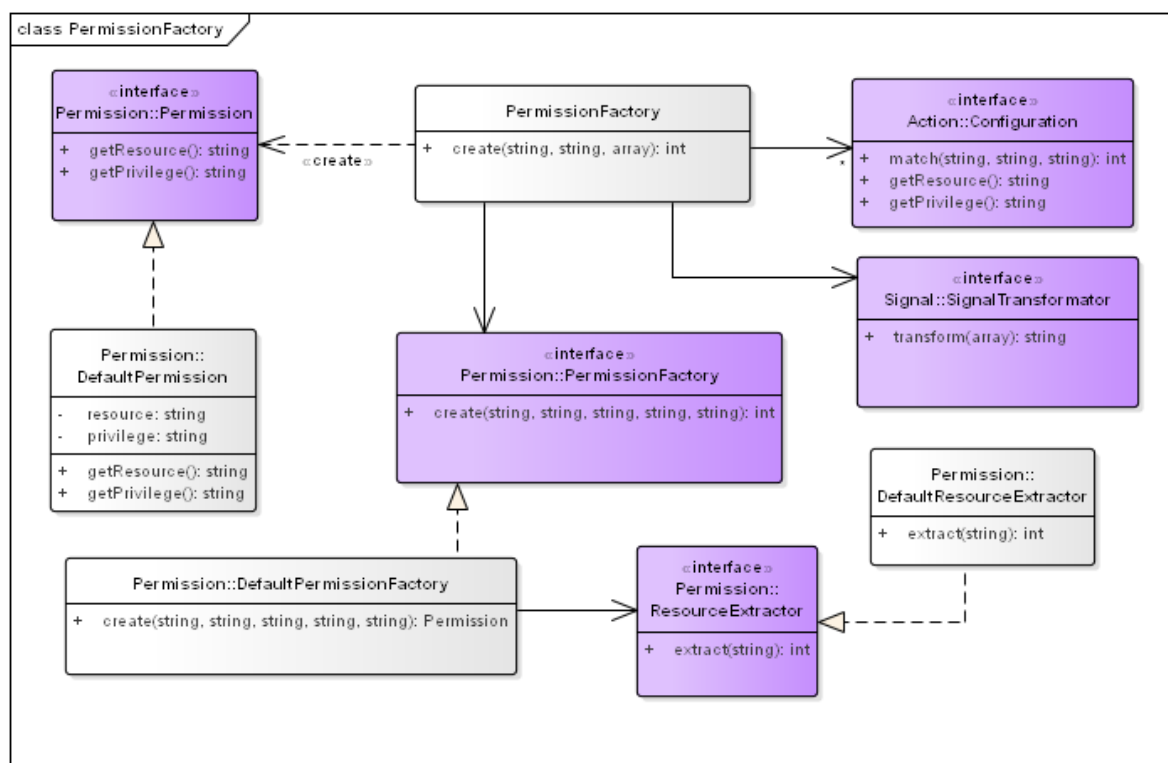 class PermissionFactory
«interface»
Permission::Permission
+ getResource(): string
+ getPrivilege(): string
«create»
PermissionFactory
+ create(string, string, array): int
*
«interface»
Action::Configuration
+ match(string, string, string): int
+ getResource(): string
+ getPrivilege(): string
«interface»
Signal::SignalTransformator
+ transform(array): string
Permission::
DefaultPermission
- resource: string
- privilege: string
+ getResource(): string
+ getPrivilege(): string
«interface»
Permission::PermissionFactory
+ create(string, string, string, string, string): int
Permission::
DefaultResourceExtractor
+ extract(string): int
Permission::DefaultPermissionFactory
+ create(string, string, string, string, string): Permission
«interface»
Permission::
ResourceExtractor
+ extract(string): int